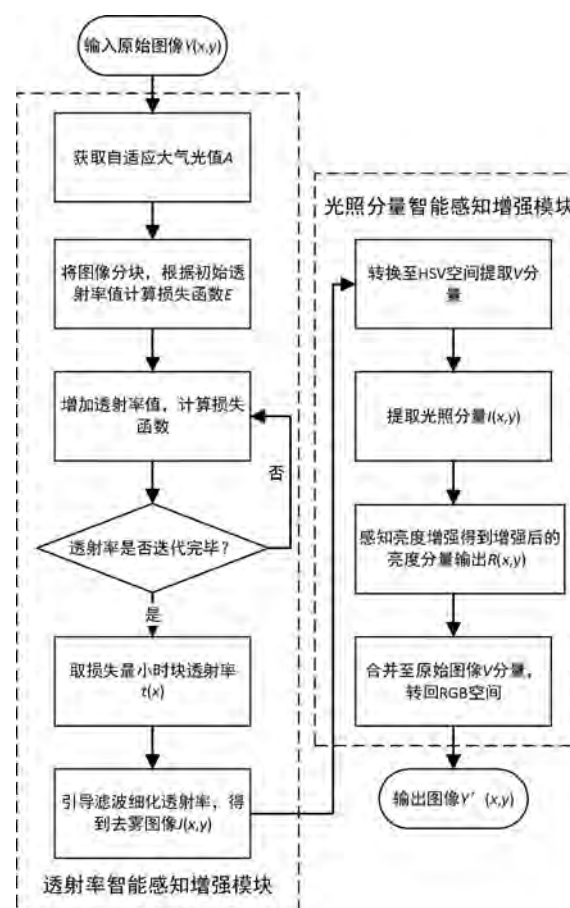 输入原始图像Y(x,y)
获取自适应大气光值A
将图像分块，根据初始透
射率值计算损失函数E
增加透射率值，计算损失
函数
否
透射率是否迭代完毕？
是
取损失量小时块透射率
t(x)
引导滤波细化透射率，得
到去雾图像J(x,y)
透射率智能感知增强模块
光照分量智能感知增强模块
转换至HSV空间提取V分
量
提取光照分量I(x,y)
感知亮度增强得到增强后的
亮度分量输出R(x,y)
合并至原始图像V分量，
转回RGB空间
输出图像Y'(x,y)